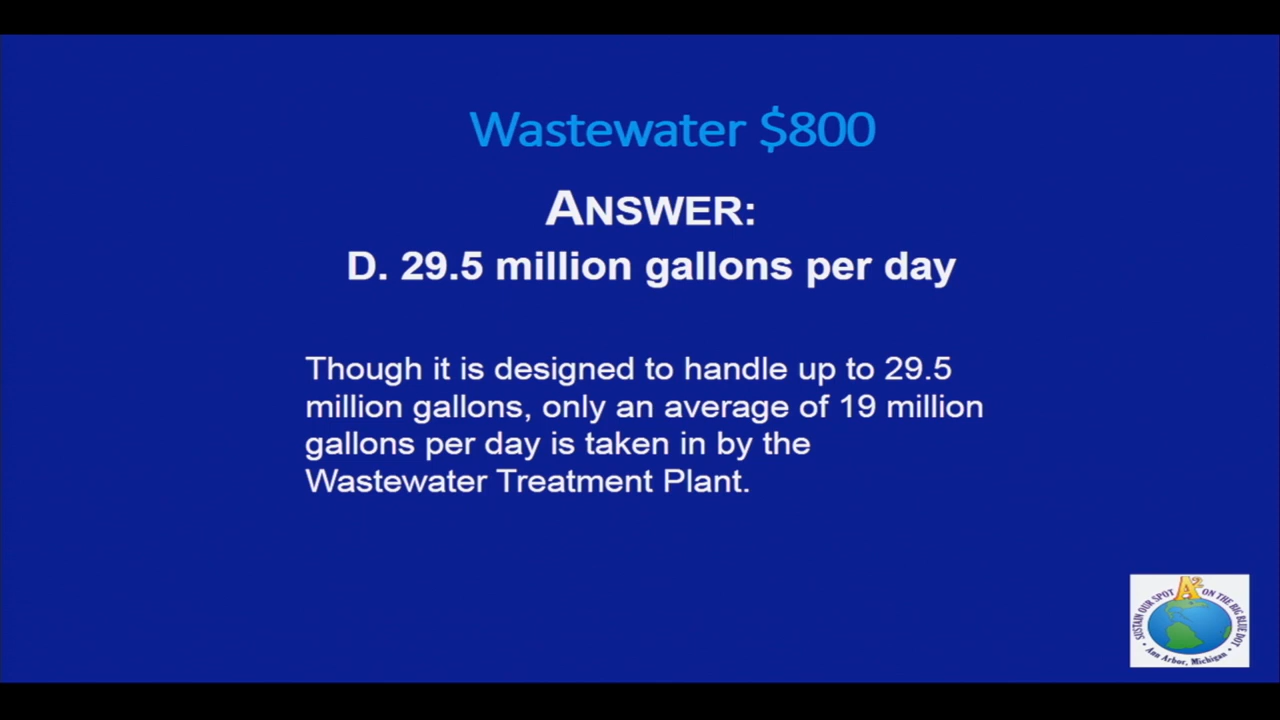 Wastewater $800
ANSWER:
D. 29.5 million gallons per day
Though it is designed to handle up to 29.5
million gallons, only an average of 19 million
gallons per day is taken in by the
Wastewater Treatment Plant.
A2
SUSTAIN OUR SPOT ON THE BIG BLUE DOT
• Ann Arbor, Michigan •